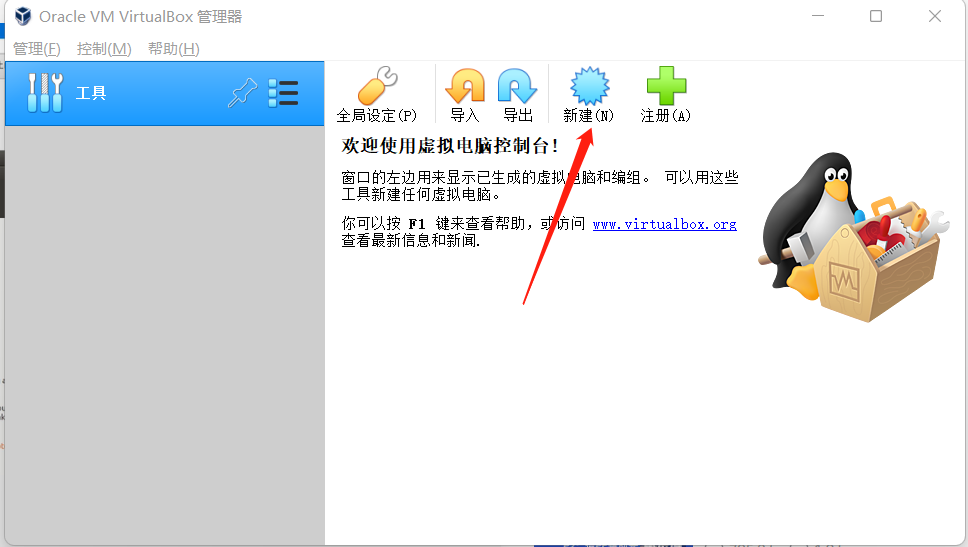 Oracle VM VirtualBox 管理器
管理(F) 控制(M) 帮助(H)
工具
全局设定(P) 导入 导出 新建(N) 注册(A)
欢迎使用虚拟电脑控制台!
窗口的左边用来显示已生成的虚拟电脑和编组。 可以用这些
工具新建任何虚拟电脑。
你可以按 F1 键来查看帮助，或访问 www.virtualbox.org
查看最新信息和新闻.